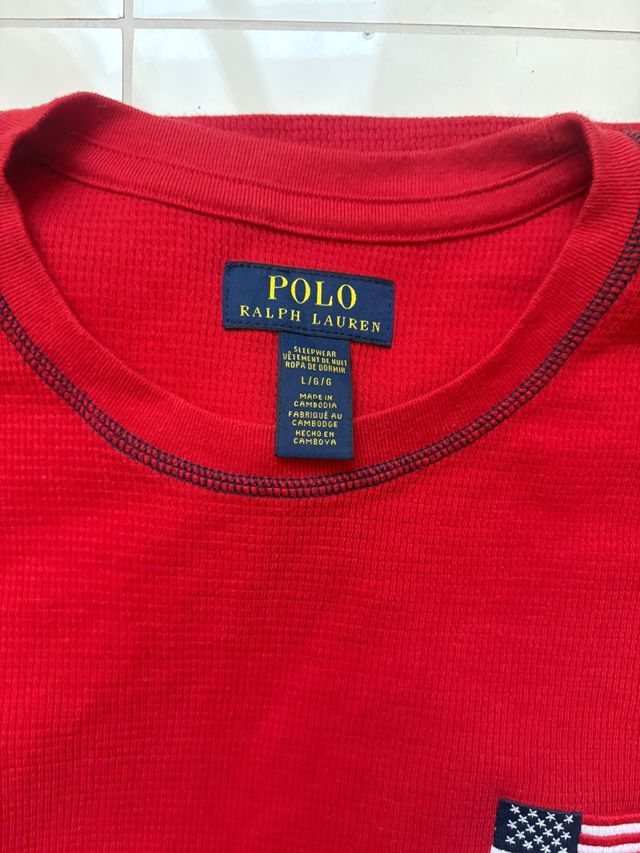 POLO
RALPH LAUREN
SLEEPWEAR
VÊTEMENT DE NUIT
ROPA DE DORMIR
L/G/G
MADE IN
CAMBODIA
FABRIQUÉ AU
CAMBODGE
HECHO EN
CAMBOYA